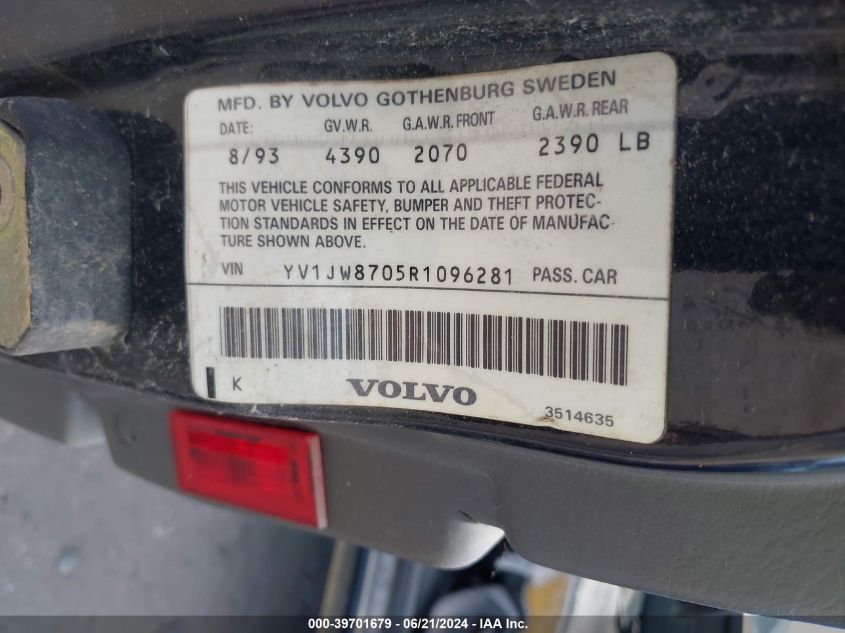 MFD. BY VOLVO GOTHENBURG SWEDEN
DATE: GV.W.R. G.A.W.R. FRONT G.A.W.R. REAR
8/93 4390 2070 2390 LB
THIS VEHICLE CONFORMS TO ALL APPLICABLE FEDERAL
MOTOR VEHICLE SAFETY, BUMPER AND THEFT PROTEC-
TION STANDARDS IN EFFECT ON THE DATE OF MANUFAC-
TURE SHOWN ABOVE.
VIN YV1JW8705R1096281 PASS. CAR
K VOLVO 3514635
000-39701679 / 06/21/2024 / IAA Inc.